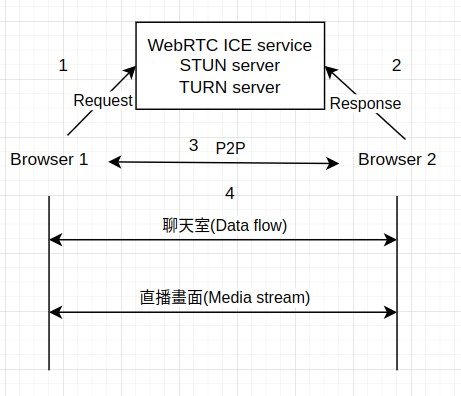 WebRTC ICE service
STUN server
TURN server
1
2
Request
Response
3
P2P
Browser 1
Browser 2
4
聊天室(Data flow)
直播畫面(Media stream)